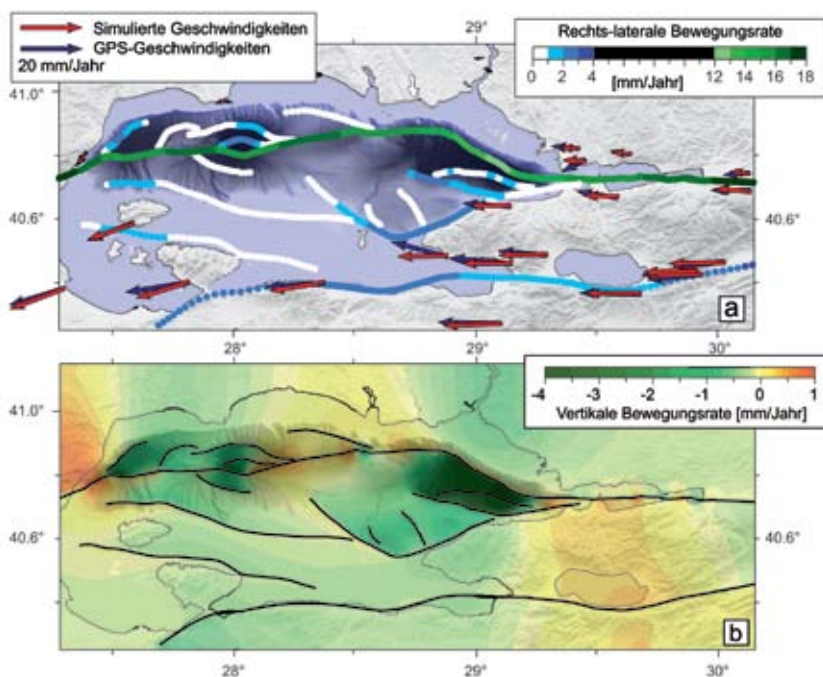 Simulierte Geschwindigkeiten
GPS-Geschwindigkeiten
20 mm/Jahr
29°
Rechts-laterale Bewegungsrate
0 1 2 4 12 14 16 18
[mm/Jahr]
41.0°
40.6°
40.6°
a
28°
29°
30°
-4 -3 -2 -1 0 1
Vertikale Bewegungsrate [mm/Jahr]
41.0°
40.6°
40.6°
b
28°
29°
30°